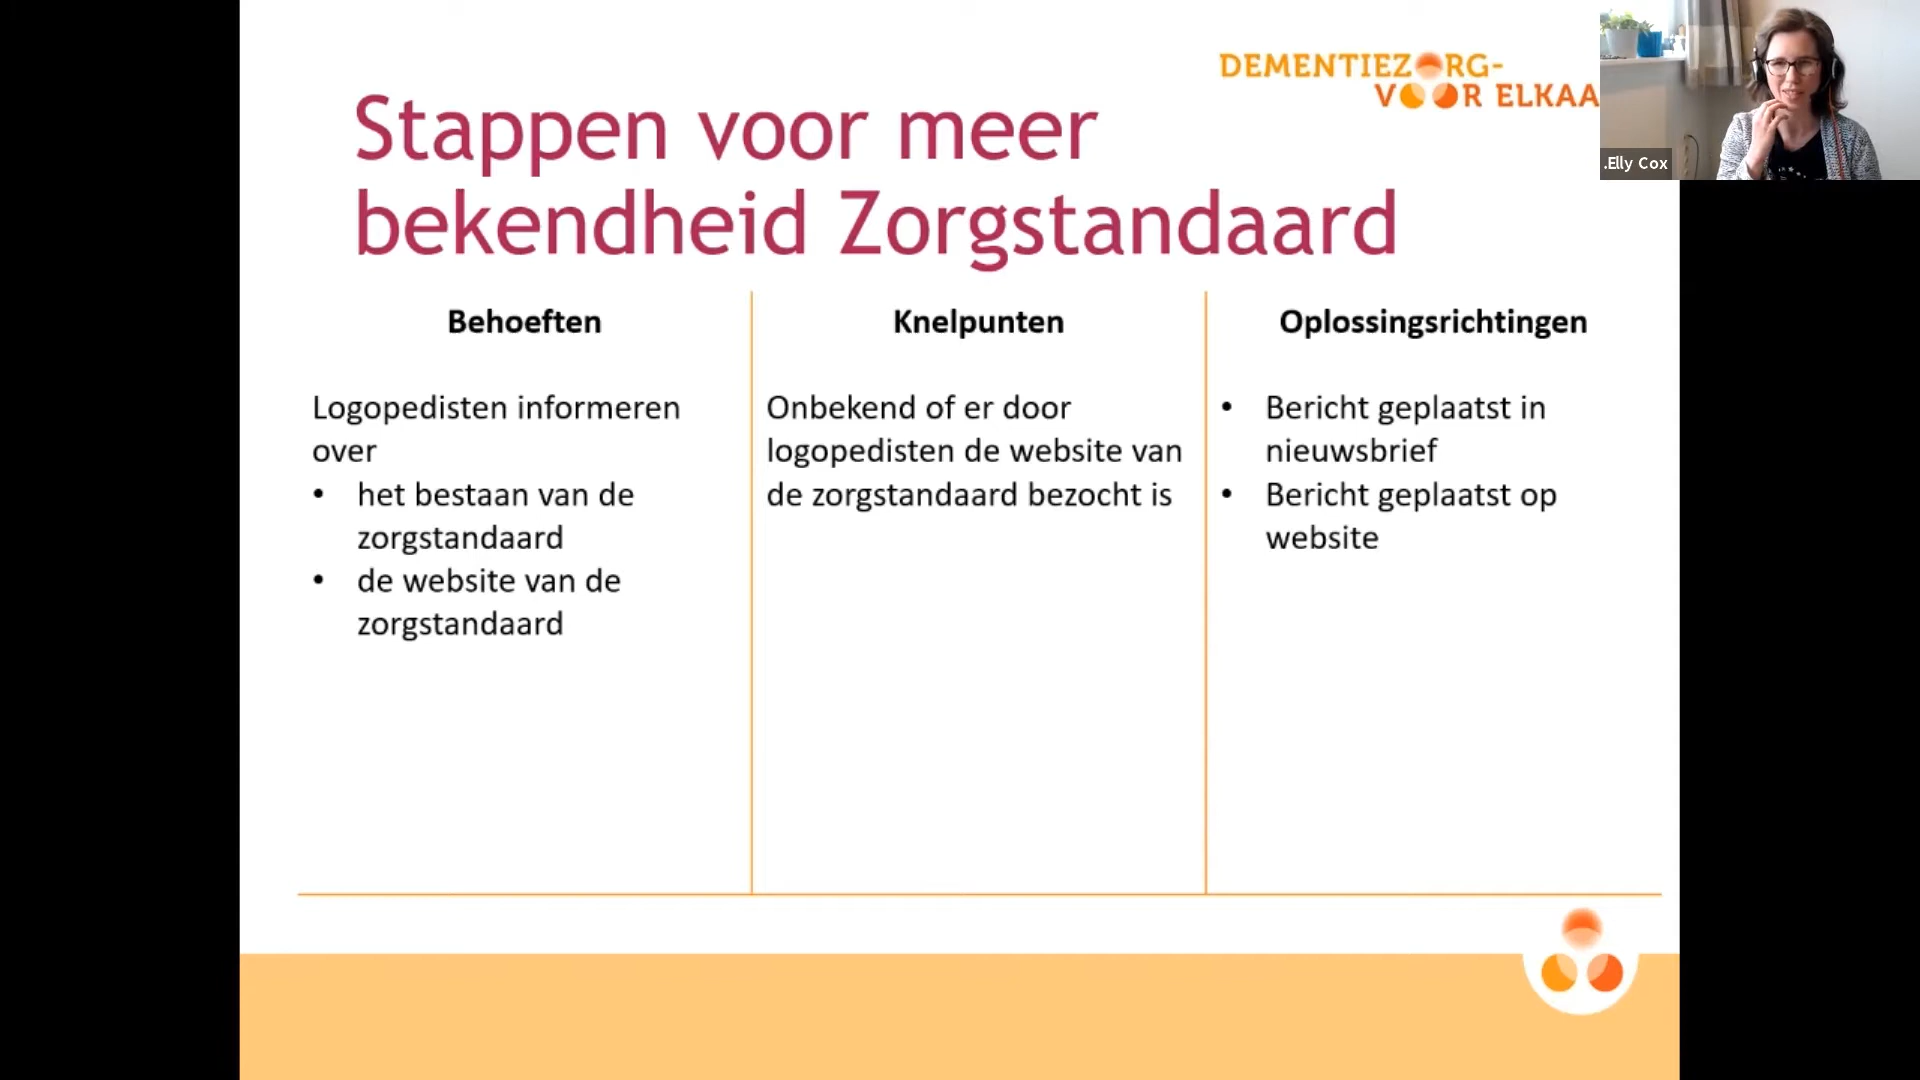 DEMENTIEZORG-
VOOR ELKAA
.Elly Cox
Stappen voor meer
bekendheid Zorgstandaard
Behoeften
Logopedisten informeren
over
• het bestaan van de
zorgstandaard
• de website van de
zorgstandaard
Knelpunten
Onbekend of er door
logopedisten de website van
de zorgstandaard bezocht is
Oplossingsrichtingen
• Bericht geplaatst in
nieuwsbrief
• Bericht geplaatst op
website